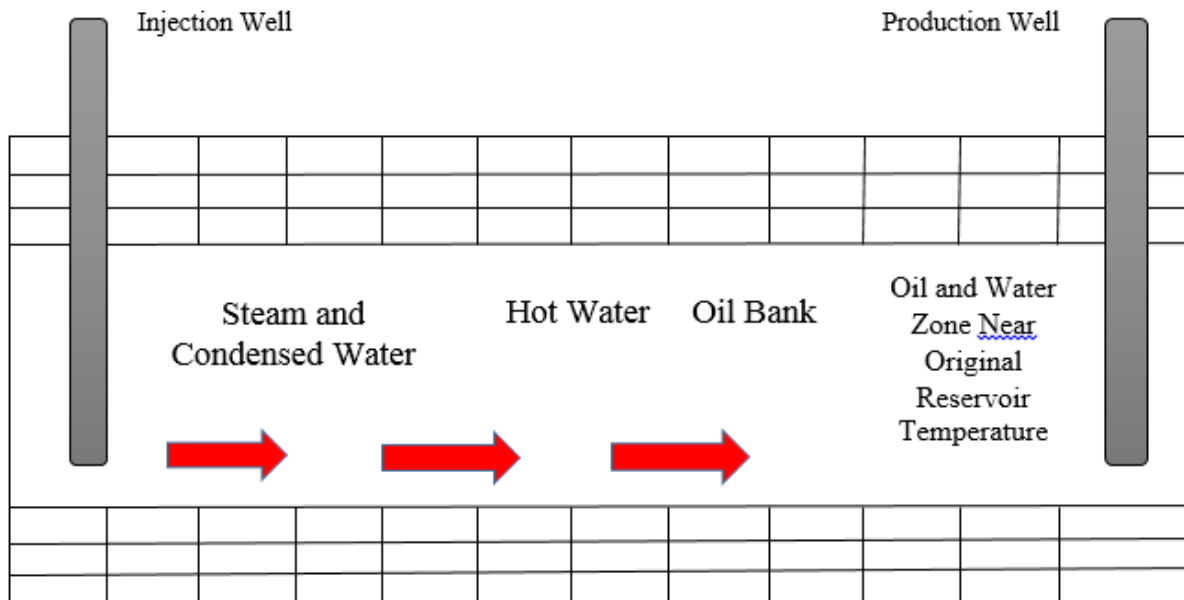 Injection Well
Production Well
Steam and
Condensed Water
Hot Water
Oil Bank
Oil and Water
Zone Near
Original
Reservoir
Temperature